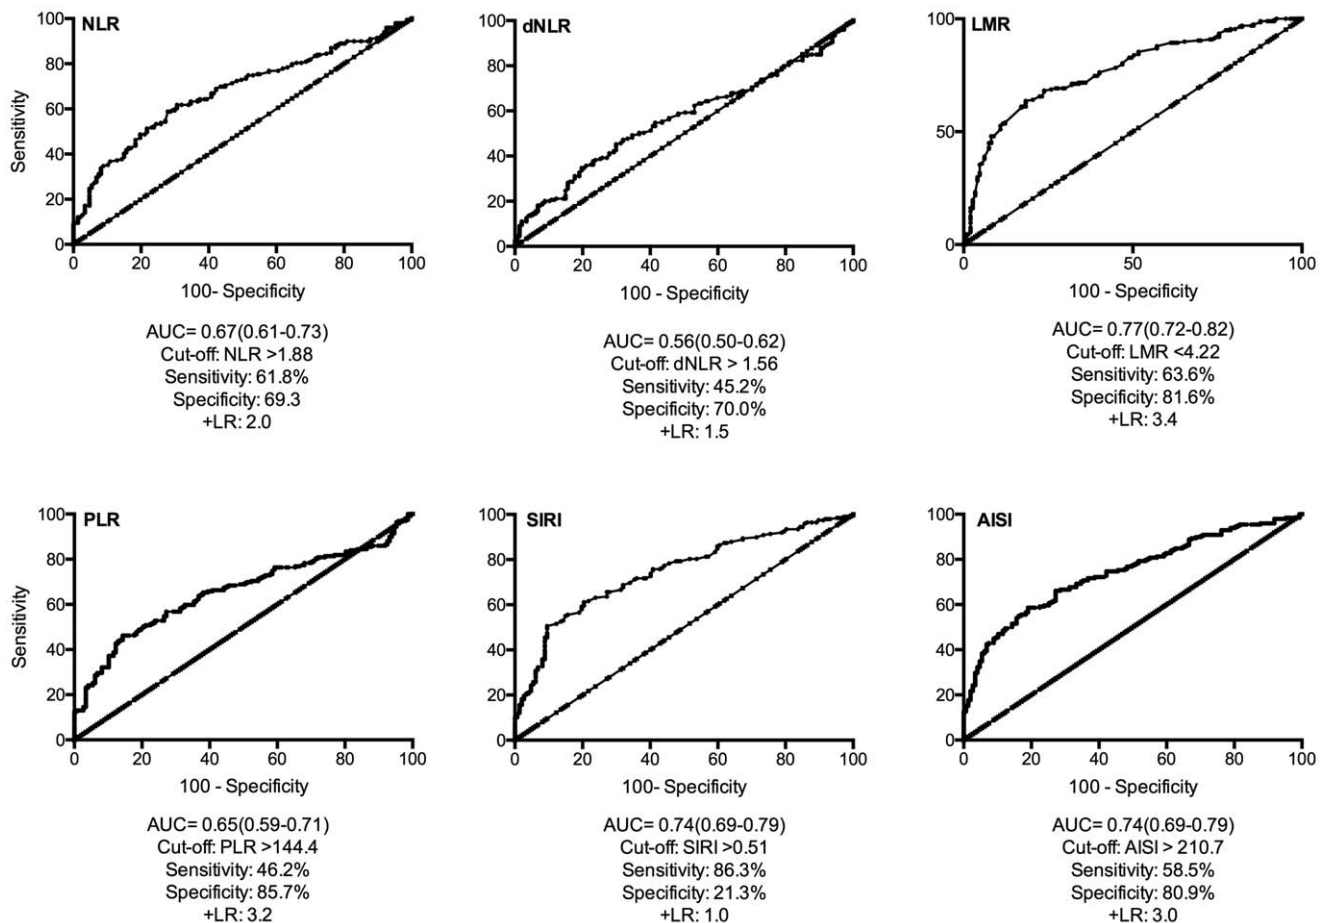 NLR
100
80
60
40
20
0
Sensitivity
0 20 40 60 80 100
100- Specificity
AUC= 0.67(0.61-0.73)
Cut-off: NLR >1.88
Sensitivity: 61.8%
Specificity: 69.3
+LR: 2.0
dNLR
100
80
60
40
20
0
0 20 40 60 80 100
100 - Specificity
AUC= 0.56(0.50-0.62)
Cut-off: dNLR > 1.56
Sensitivity: 45.2%
Specificity: 70.0%
+LR: 1.5
LMR
100
50
0
0 50 100
100 - Specificity
AUC= 0.77(0.72-0.82)
Cut-off: LMR <4.22
Sensitivity: 63.6%
Specificity: 81.6%
+LR: 3.4
PLR
100
80
60
40
20
0
Sensitivity
0 20 40 60 80 100
100 - Specificity
AUC= 0.65(0.59-0.71)
Cut-off: PLR >144.4
Sensitivity: 46.2%
Specificity: 85.7%
+LR: 3.2
SIRI
100
80
60
40
20
0
0 20 40 60 80 100
100- Specificity
AUC= 0.74(0.69-0.79)
Cut-off: SIRI >0.51
Sensitivity: 86.3%
Specificity: 21.3%
+LR: 1.0
AISI
100
80
60
40
20
0
0 20 40 60 80 100
100 - Specificity
AUC= 0.74(0.69-0.79)
Cut-off: AISI > 210.7
Sensitivity: 58.5%
Specificity: 80.9%
+LR: 3.0